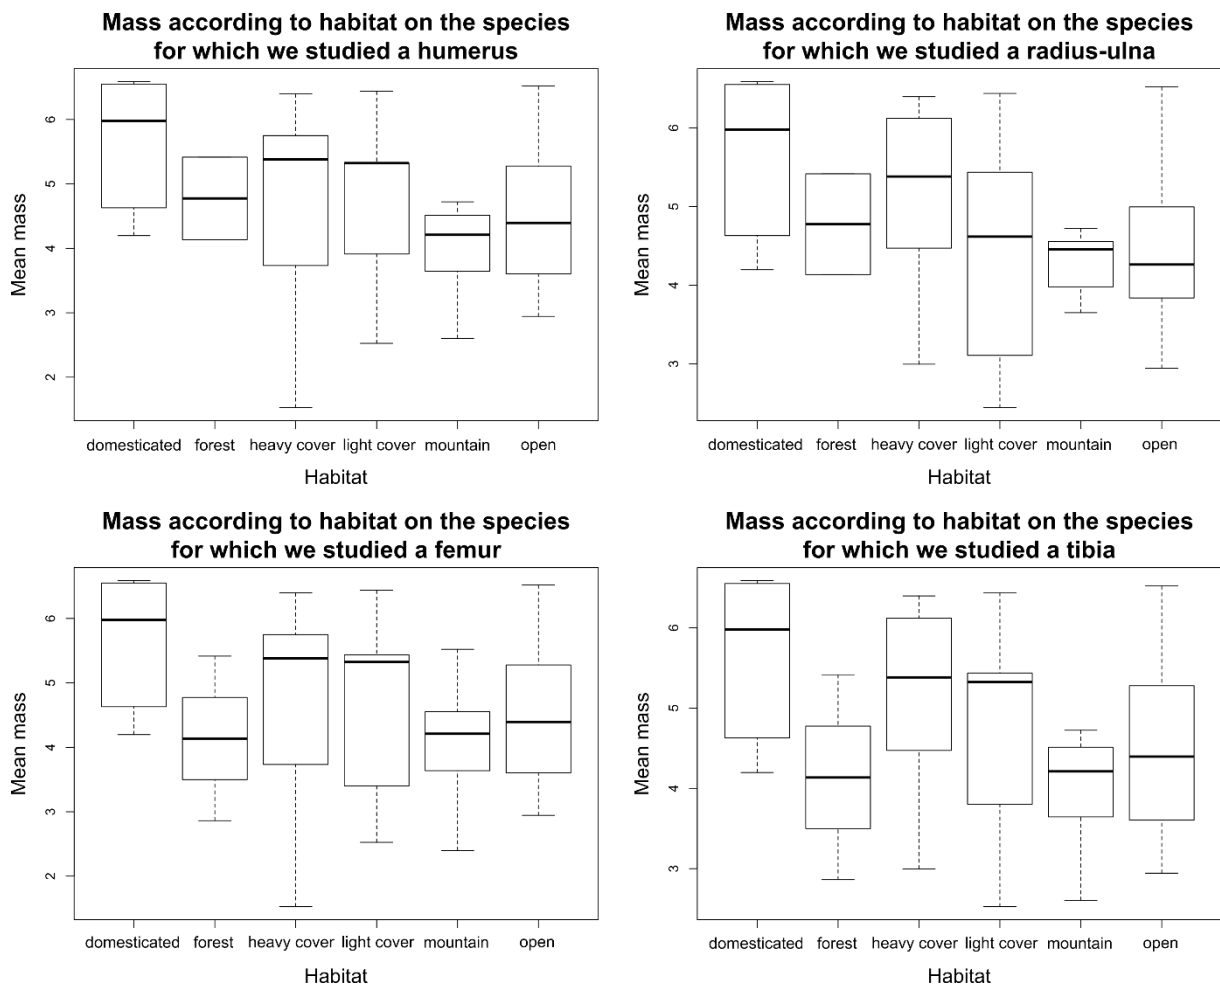 Mass according to habitat on the species
for which we studied a humerus
Mean mass
6
5
4
3
2
domesticated forest heavy cover light cover mountain open
Habitat
Mass according to habitat on the species
for which we studied a radius-ulna
Mean mass
6
5
4
3
domesticated forest heavy cover light cover mountain open
Habitat
Mass according to habitat on the species
for which we studied a femur
Mean mass
6
5
4
3
2
domesticated forest heavy cover light cover mountain open
Habitat
Mass according to habitat on the species
for which we studied a tibia
Mean mass
6
5
4
3
domesticated forest heavy cover light cover mountain open
Habitat